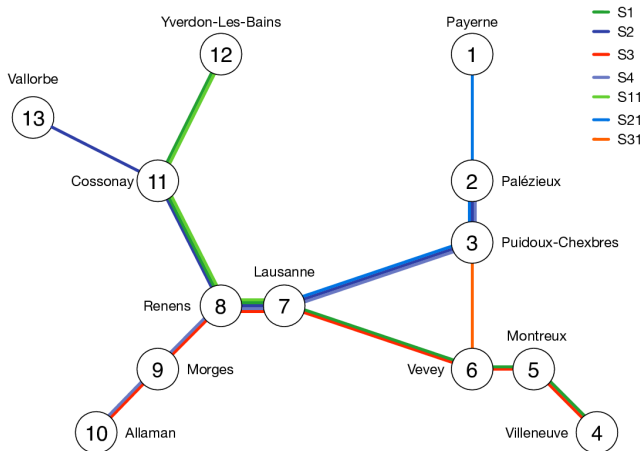 Yverdon-Les-Bains
Payerne
S1
S2
12
1
S3
Vallorbe
S4
S11
13
S21
S31
Cossonay
11
2
Palézieux
3
Puidoux-Chexbres
Lausanne
Renens
8
7
Montreux
9
Morges
Vevey
6
5
10
Allaman
Villeneuve
4